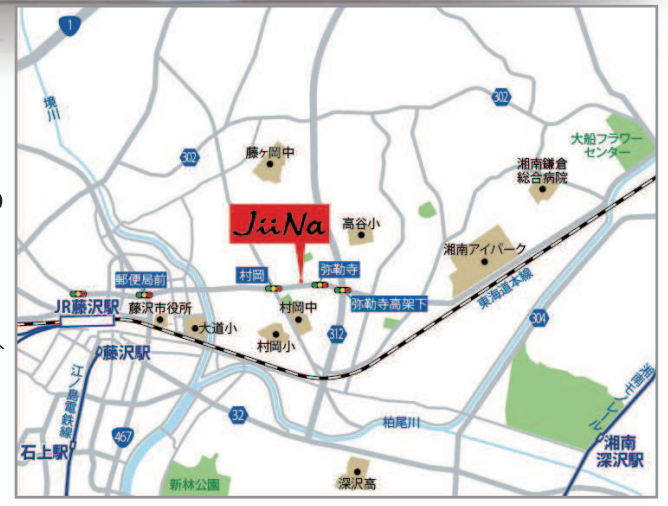 1
境川
302
302
藤ヶ岡中
大船フラワー
センター
湘南鎌倉
総合病院
JiiNa
高谷小
湘南アイパーク
郵便局前
村岡
弥勒寺
弥勒寺高架下
東海道本線
JR藤沢駅
藤沢市役所
大道小
村岡中
村岡小
312
304
藤沢駅
江ノ島電鉄線
467
32
柏尾川
湘南モノレール
石上駅
湘南
深沢駅
新林公園
深沢高